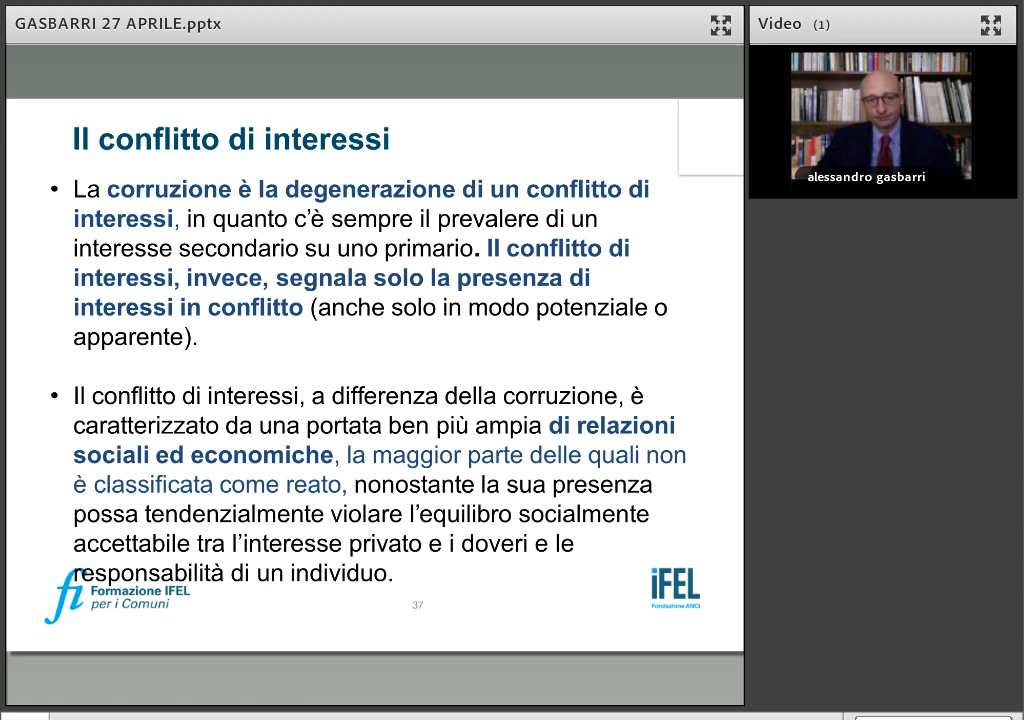 GASBARRI 27 APRILE.pptx
Video (1)
alessandro gasbarri
Il conflitto di interessi
• La corruzione è la degenerazione di un conflitto di
interessi, in quanto c’è sempre il prevalere di un
interesse secondario su uno primario. Il conflitto di
interessi, invece, segnala solo la presenza di
interessi in conflitto (anche solo in modo potenziale o
apparente).
• Il conflitto di interessi, a differenza della corruzione, è
caratterizzato da una portata ben più ampia di relazioni
sociali ed economiche, la maggior parte delle quali non
è classificata come reato, nonostante la sua presenza
possa tendenzialmente violare l’equilibro socialmente
accettabile tra l’interesse privato e i doveri e le
responsabilità di un individuo.
fi Formazione IFEL
per i Comuni
37
iFEL
Fondazione ANCI